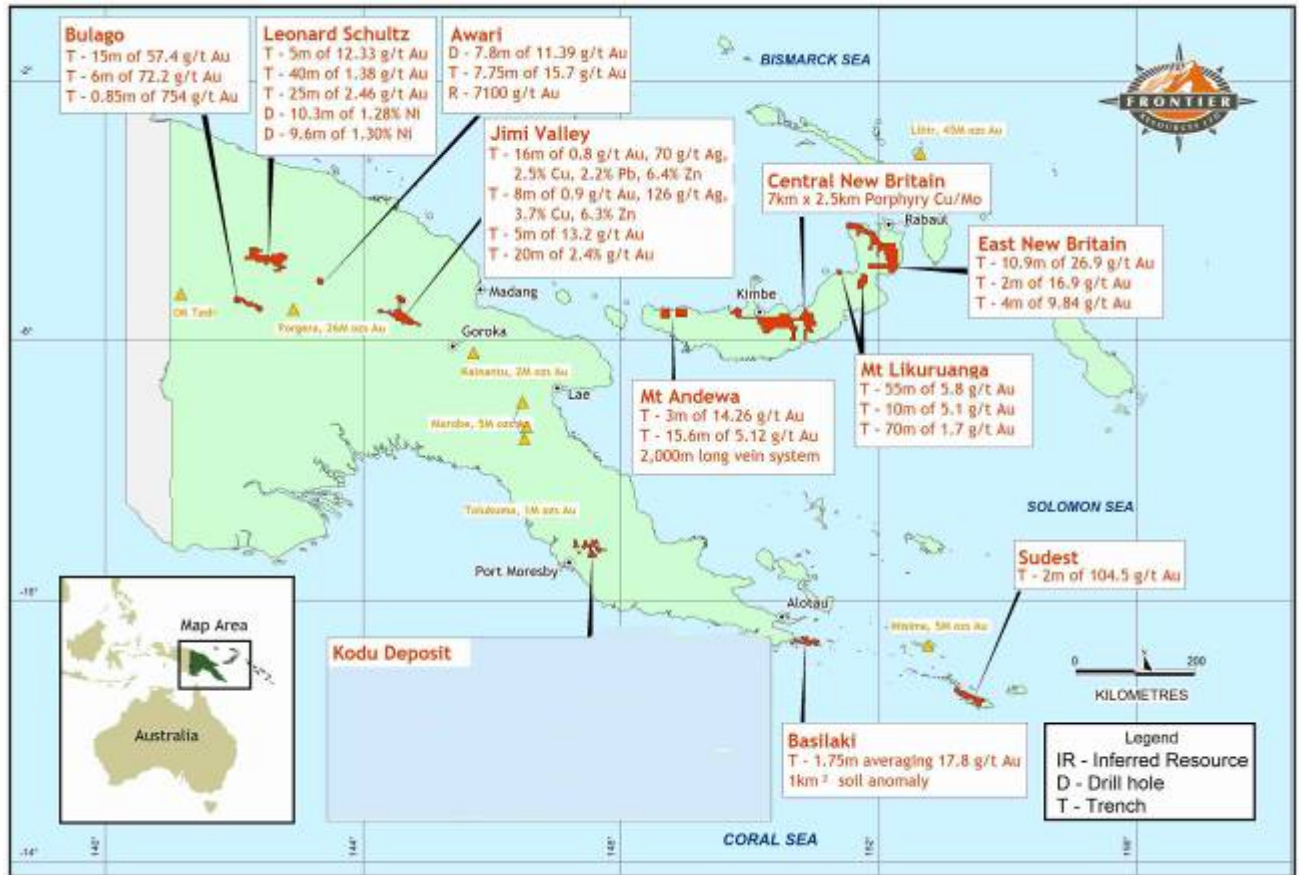 Bulago
T - 15m of 57.4 g/t Au
T - 6m of 72.2 g/t Au
T - 0.85m of 754 g/t Au
Leonard Schultz
T - 5m of 12.33 g/t Au
T - 40m of 1.38 g/t Au
T - 25m of 2.46 g/t Au
D - 10.3m of 1.28% Ni
D - 9.6m of 1.30% Ni
Awari
D - 7.8m of 11.39 g/t Au
T - 7.75m of 15.7 g/t Au
R - 7100 g/t Au
BISMARCK SEA
FRONTIER
RESOURCES LTD
Jimi Valley
T - 16m of 0.8 g/t Au, 70 g/t Ag,
2.5% Cu, 2.2% Pb, 6.4% Zn
T - 8m of 0.9 g/t Au, 126 g/t Ag,
3.7% Cu, 6.3% Zn
T - 5m of 13.2 g/t Au
T - 20m of 2.4% g/t Au
Lihir, 40M ozs Au
Central New Britain
7km x 2.5km Porphyry Cu/Mo
Rabaul
East New Britain
T - 10.9m of 26.9 g/t Au
T - 2m of 16.9 g/t Au
T - 4m of 9.84 g/t Au
Madang
Kimbe
OK Tedi
Porgera, 26M ozs Au
Goroka
Kainantu, 2M ozs Au
Lae
Morobe, 5M ozs Au
Mt Andewa
T - 3m of 14.26 g/t Au
T - 15.6m of 5.12 g/t Au
2,000m long vein system
Mt Likuruanga
T - 55m of 5.8 g/t Au
T - 10m of 5.1 g/t Au
T - 70m of 1.7 g/t Au
Tolukuma, 1M ozs Au
SOLOMON SEA
Port Moresby
Sudest
T - 2m of 104.5 g/t Au
Alotau
Misima, 5M ozs Au
Map Area
Australia
Kodu Deposit
0 200
KILOMETRES
Basilaki
T - 1.75m averaging 17.8 g/t Au
1km² soil anomaly
Legend
IR - Inferred Resource
D - Drill hole
T - Trench
CORAL SEA
-2°
-6°
-14°
144°
148°
152°